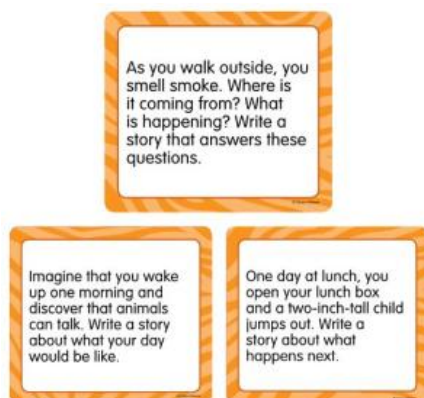 As you walk outside, you
smell smoke. Where is
it coming from? What
is happening? Write a
story that answers these
questions.
Imagine that you wake
up one morning and
discover that animals
can talk. Write a story
about what your day
would be like.
One day at lunch, you
open your lunch box
and a two-inch-tall child
jumps out. Write a
story about what
happens next.